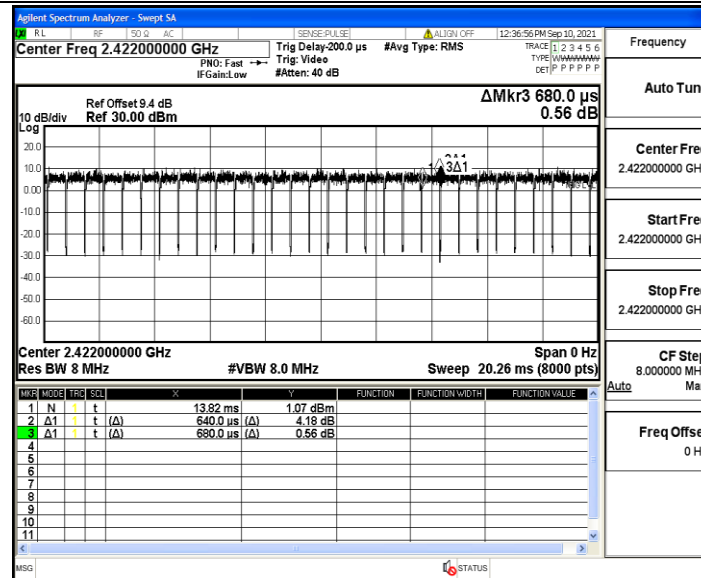 Agilent Spectrum Analyzer - Swept SA
RL RF 50 Ω AC SENSE:PULSE ALIGN OFF 12:36:56 PM Sep 10, 2021
Center Freq 2.422000000 GHz
PNO: Fast
IFGain:Low
Trig Delay-200.0 µs
Trig: Video
#Atten: 40 dB
#Avg Type: RMS
TRACE 1 2 3 4 5 6
TYPE
DET P P P P P P
Frequency
Auto Tun
Center Fre
2.422000000 GH
Start Fre
2.422000000 GH
Stop Fre
2.422000000 GH
CF Ste
8.000000 MH
Auto Ma
Freq Offse
0 H
ΔMkr3 680.0 µs
0.56 dB
Ref Offset 9.4 dB
10 dB/div Ref 30.00 dBm
Log
20.0
10.0
0.00
-10.0
-20.0
-30.0
-40.0
-50.0
-60.0
3Δ1
Center 2.422000000 GHz Span 0 Hz
Res BW 8 MHz #VBW 8.0 MHz Sweep 20.26 ms (8000 pts)
MKR MODE TRC SCL X Y FUNCTION FUNCTION WIDTH FUNCTION VALUE
1 N 1 t 13.82 ms 1.07 dBm
2 Δ1 1 t (Δ) 640.0 µs (Δ) 4.18 dB
3 Δ1 1 t (Δ) 680.0 µs (Δ) 0.56 dB
4
5
6
7
8
9
10
11
MSG STATUS